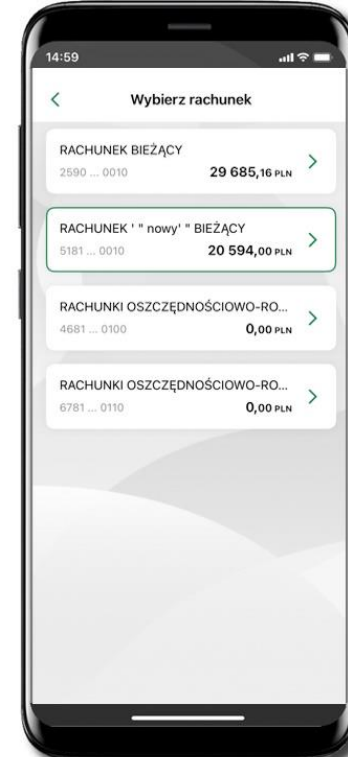 14:59
Wybierz rachunek
RACHUNEK BIEŻĄCY
2590 ... 0010 29 685,16 PLN
RACHUNEK ' " nowy' " BIEŻĄCY
5181 ... 0010 20 594,00 PLN
RACHUNKI OSZCZĘDNOŚCIOWO-RO...
4681 ... 0100 0,00 PLN
RACHUNKI OSZCZĘDNOŚCIOWO-RO...
6781 ... 0110 0,00 PLN